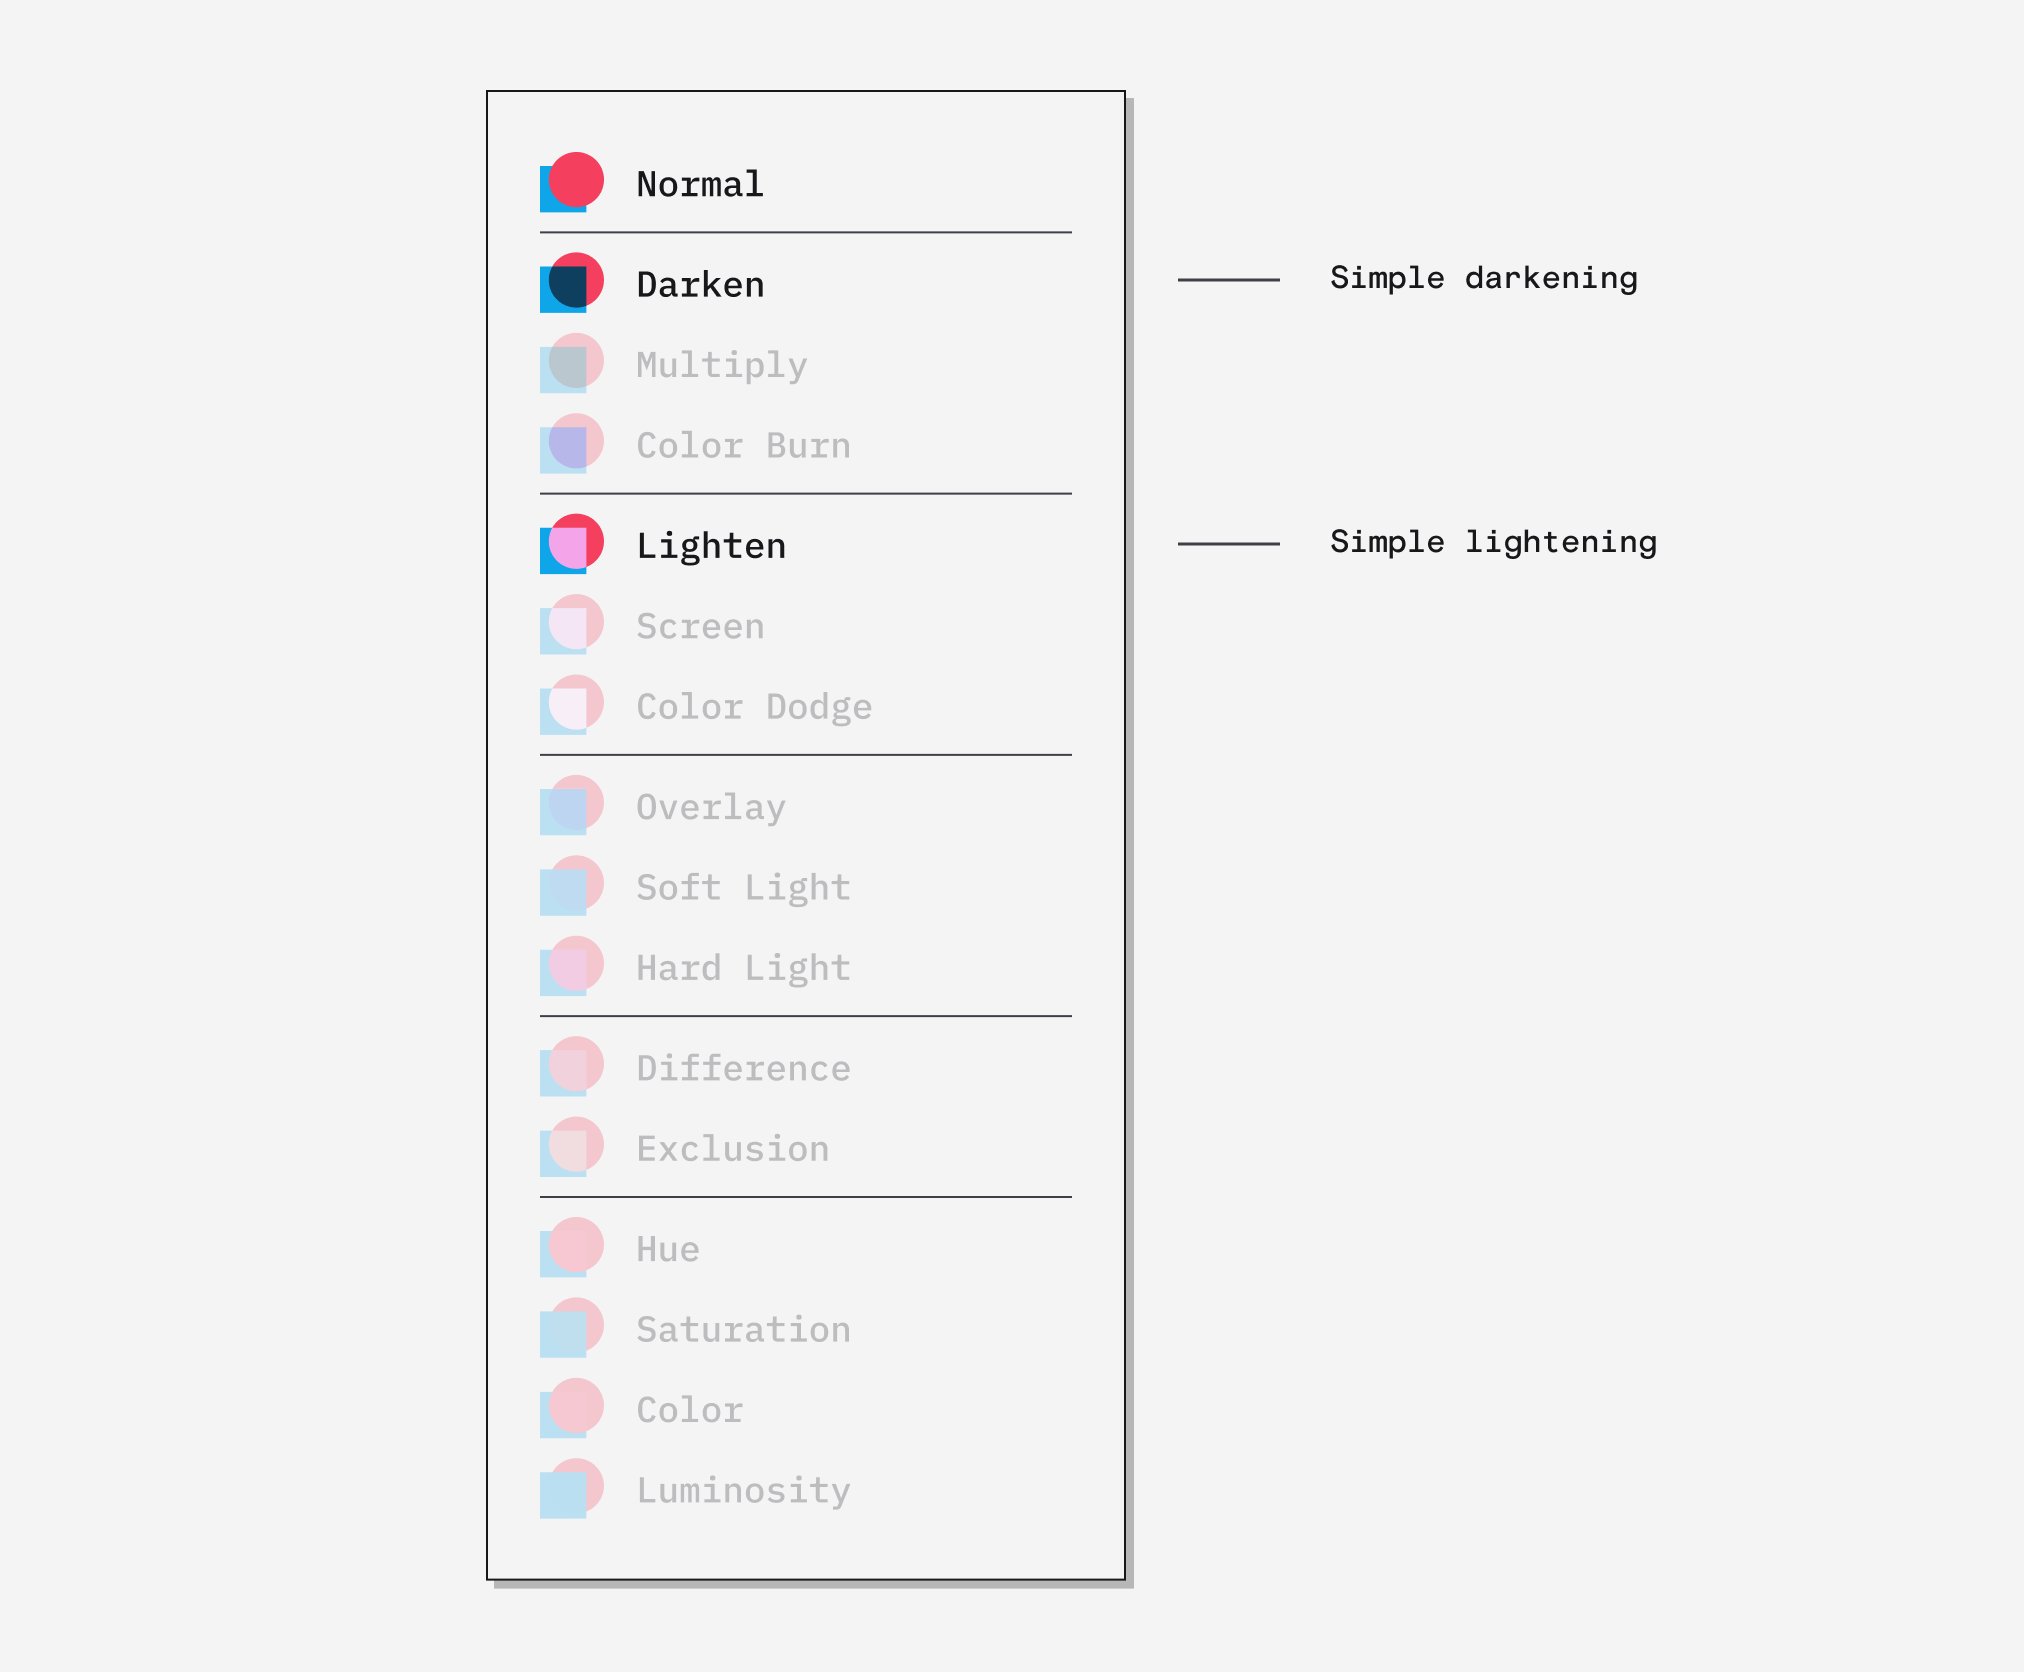 Normal
Darken
Simple darkening
Multiply
Color Burn
Lighten
Simple lightening
Screen
Color Dodge
Overlay
Soft Light
Hard Light
Difference
Exclusion
Hue
Saturation
Color
Luminosity